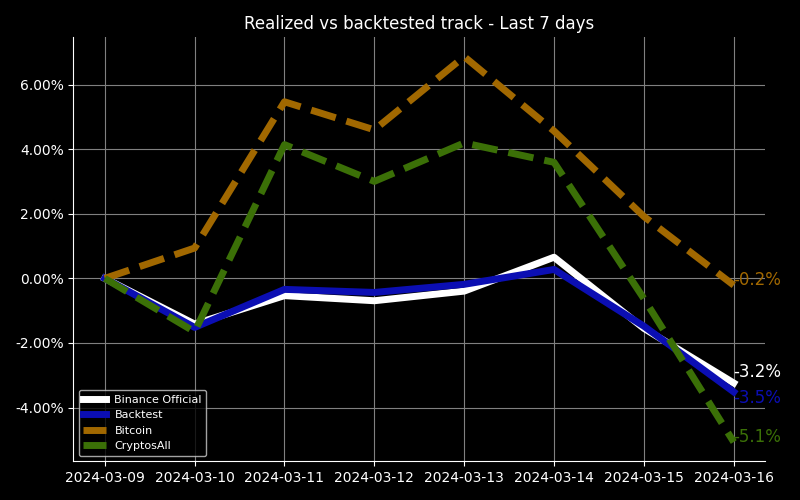 Realized vs backtested track - Last 7 days
6.00%
4.00%
2.00%
0.00%
-2.00%
-4.00%
-0.2%
-3.2%
-3.5%
-5.1%
Binance Official
Backtest
Bitcoin
CryptosAll
2024-03-09 2024-03-10 2024-03-11 2024-03-12 2024-03-13 2024-03-14 2024-03-15 2024-03-16